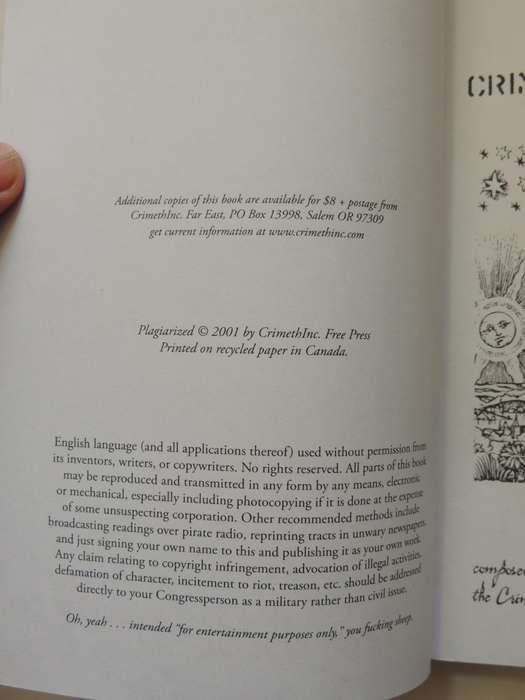 Additional copies of this book are available for $8 + postage from
CrimethInc. Far East, PO Box 13998, Salem OR 97309
get current information at www.crimethinc.com
Plagiarized © 2001 by CrimethInc. Free Press
Printed on recycled paper in Canada.
English language (and all applications thereof) used without permission from
its inventors, writers, or copywriters. No rights reserved. All parts of this book
may be reproduced and transmitted in any form by any means, electronic
or mechanical, especially including photocopying if it is done at the expense
of some unsuspecting corporation. Other recommended methods include
broadcasting readings over pirate radio, reprinting tracts in unwary newspapers,
and just signing your own name to this and publishing it as your own work.
Any claim relating to copyright infringement, advocation of illegal activities,
defamation of character, incitement to riot, treason, etc. should be addressed
directly to your Congressperson as a military rather than civil issue.
Oh, yeah . . . intended "for entertainment purposes only," you fucking sheep.
CRI
compose
the Crim